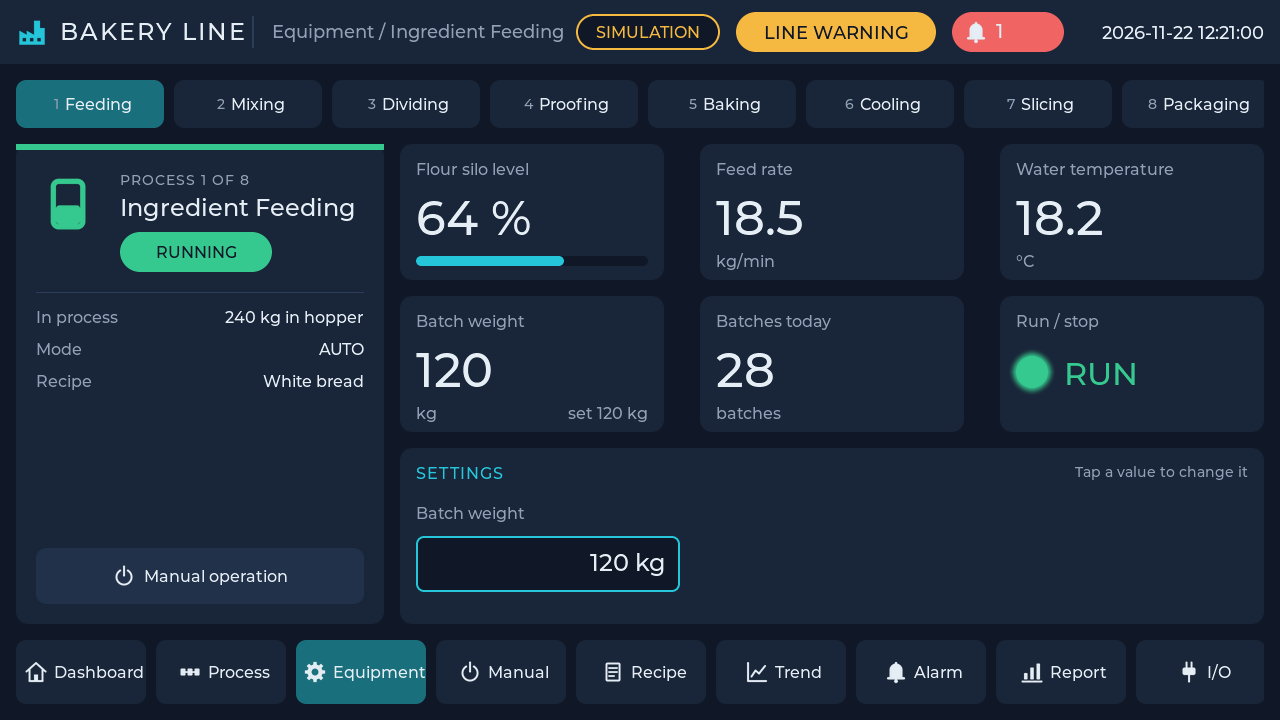 BAKERY LINE
Equipment / Ingredient Feeding
SIMULATION
LINE WARNING
1
2026-11-22 12:21:00
1 Feeding
2 Mixing
3 Dividing
4 Proofing
5 Baking
6 Cooling
7 Slicing
8 Packaging
PROCESS 1 OF 8
Ingredient Feeding
RUNNING
In process 240 kg in hopper
Mode AUTO
Recipe White bread
Manual operation
Flour silo level
64 %
Feed rate
18.5
kg/min
Water temperature
18.2
°C
Batch weight
120
kg set 120 kg
Batches today
28
batches
Run / stop
RUN
SETTINGS
Tap a value to change it
Batch weight
120 kg
Dashboard
Process
Equipment
Manual
Recipe
Trend
Alarm
Report
I/O